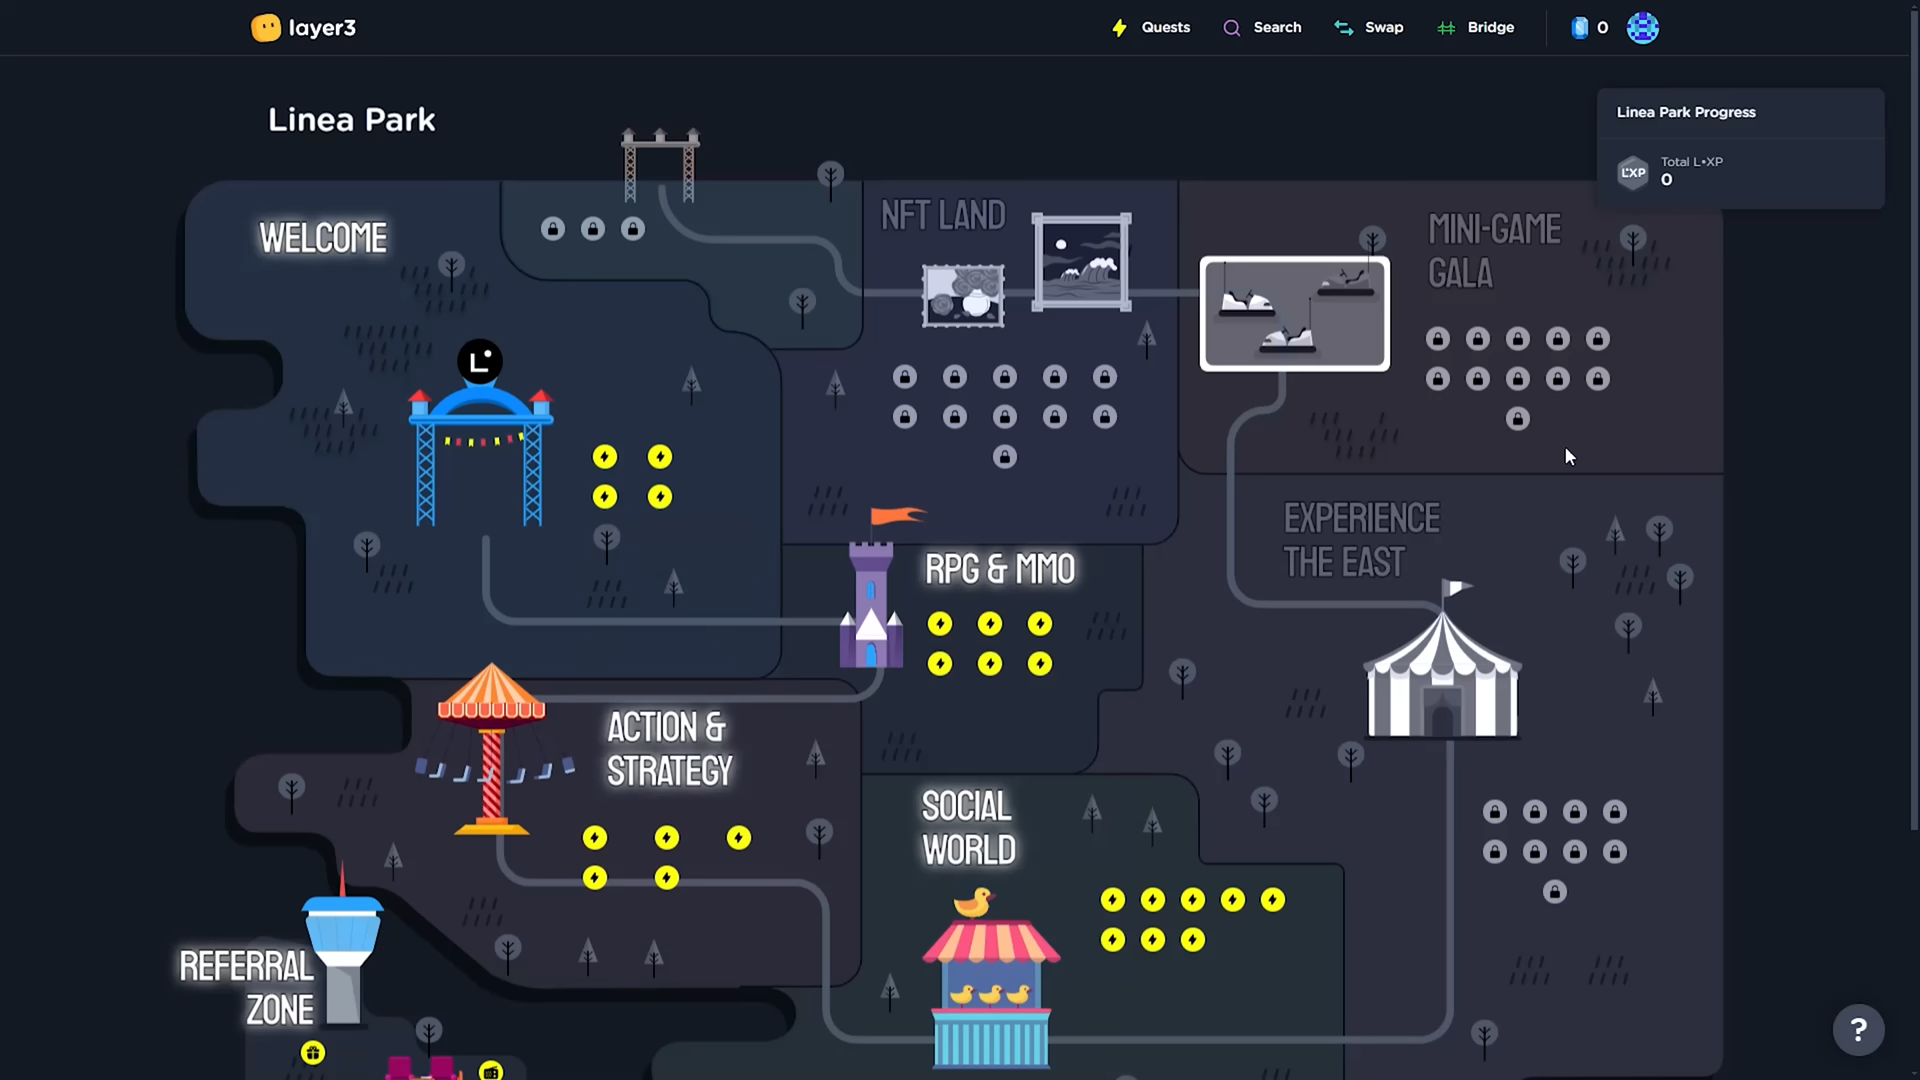 layer3
Quests
Search
Swap
Bridge
0
Linea Park
Linea Park Progress
L•XP
Total L•XP
0
WELCOME
NFT LAND
MINI-GAME
GALA
L
EXPERIENCE
THE EAST
RPG & MMO
ACTION &
STRATEGY
SOCIAL
WORLD
REFERRAL
ZONE
?